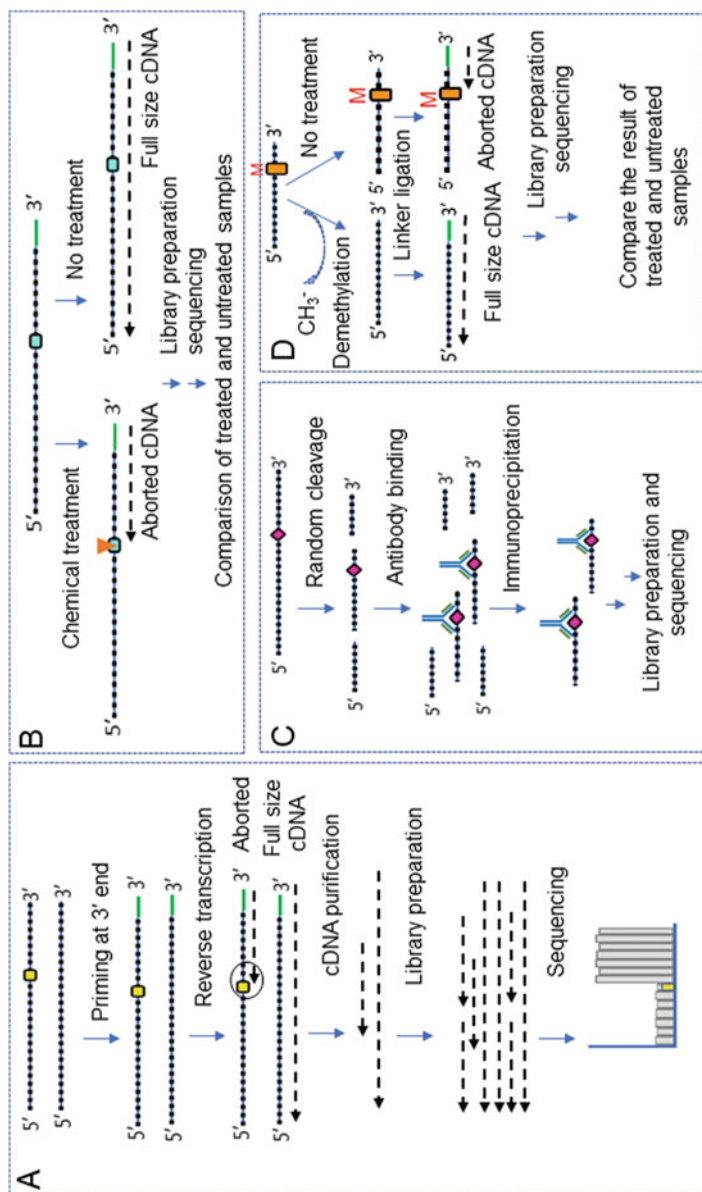 A
5′ 3′
5′ 3′
Priming at 3′ end
5′ 3′
5′ 3′
Reverse transcription
5′ 3′ Aborted
5′ 3′ Full size
cDNA
cDNA purification
Library preparation
Sequencing
B
5′ 3′
Chemical treatment
No treatment
5′ 3′
Aborted cDNA
5′ 3′
Full size cDNA
Library preparation
sequencing
Comparison of treated and untreated samples
C
5′ 3′
Random cleavage
5′ 3′
Antibody binding
5′ 3′
5′ 3′
Immunoprecipitation
Library preparation and
sequencing
D
M
5′ 3′
CH₃-
Demethylation
No treatment
M
5′ 3′
5′ 3′
Linker ligation
M
5′ 3′
5′ 3′
Full size cDNA
Aborted cDNA
Library preparation
sequencing
Compare the result of
treated and untreated
samples